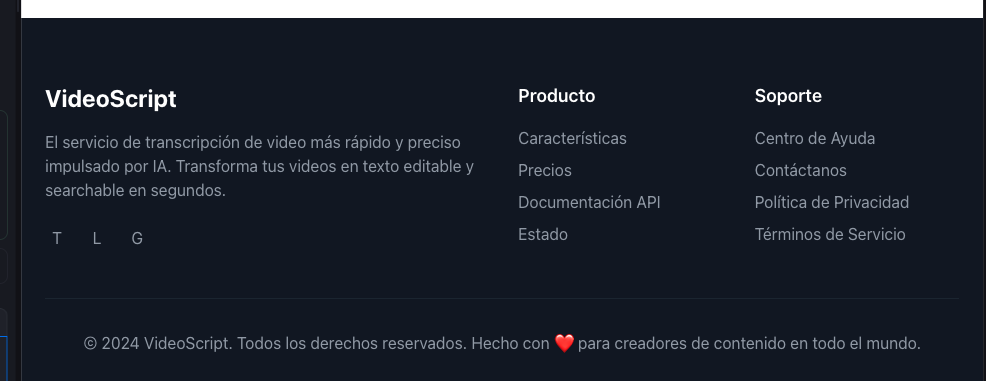 VideoScript
El servicio de transcripción de video más rápido y preciso
impulsado por IA. Transforma tus videos en texto editable y
searchable en segundos.
T L G
Producto
Características
Precios
Documentación API
Estado
Soporte
Centro de Ayuda
Contáctanos
Política de Privacidad
Términos de Servicio
© 2024 VideoScript. Todos los derechos reservados. Hecho con ❤️ para creadores de contenido en todo el mundo.